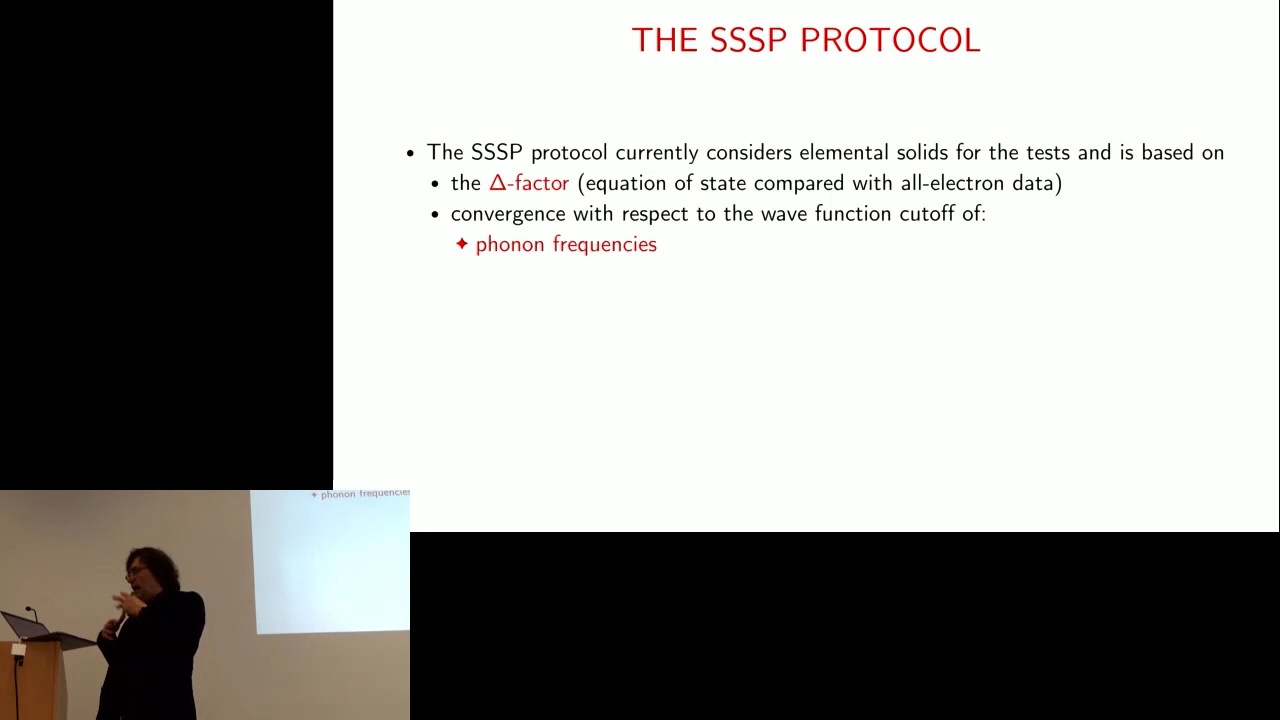 THE SSSP PROTOCOL
• The SSSP protocol currently considers elemental solids for the tests and is based on
• the Δ-factor (equation of state compared with all-electron data)
• convergence with respect to the wave function cutoff of:
✦ phonon frequencies
✦ phonon frequencies